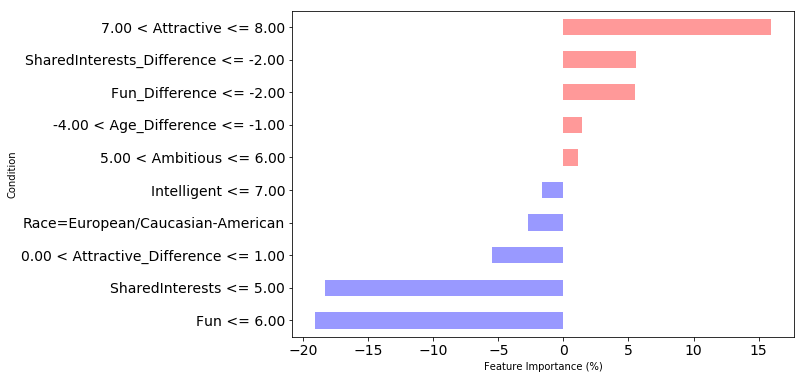 7.00 < Attractive <= 8.00
SharedInterests_Difference <= -2.00
Fun_Difference <= -2.00
-4.00 < Age_Difference <= -1.00
5.00 < Ambitious <= 6.00
Intelligent <= 7.00
Race=European/Caucasian-American
0.00 < Attractive_Difference <= 1.00
SharedInterests <= 5.00
Fun <= 6.00
Condition
−20 −15 −10 −5 0 5 10 15
Feature Importance (%)